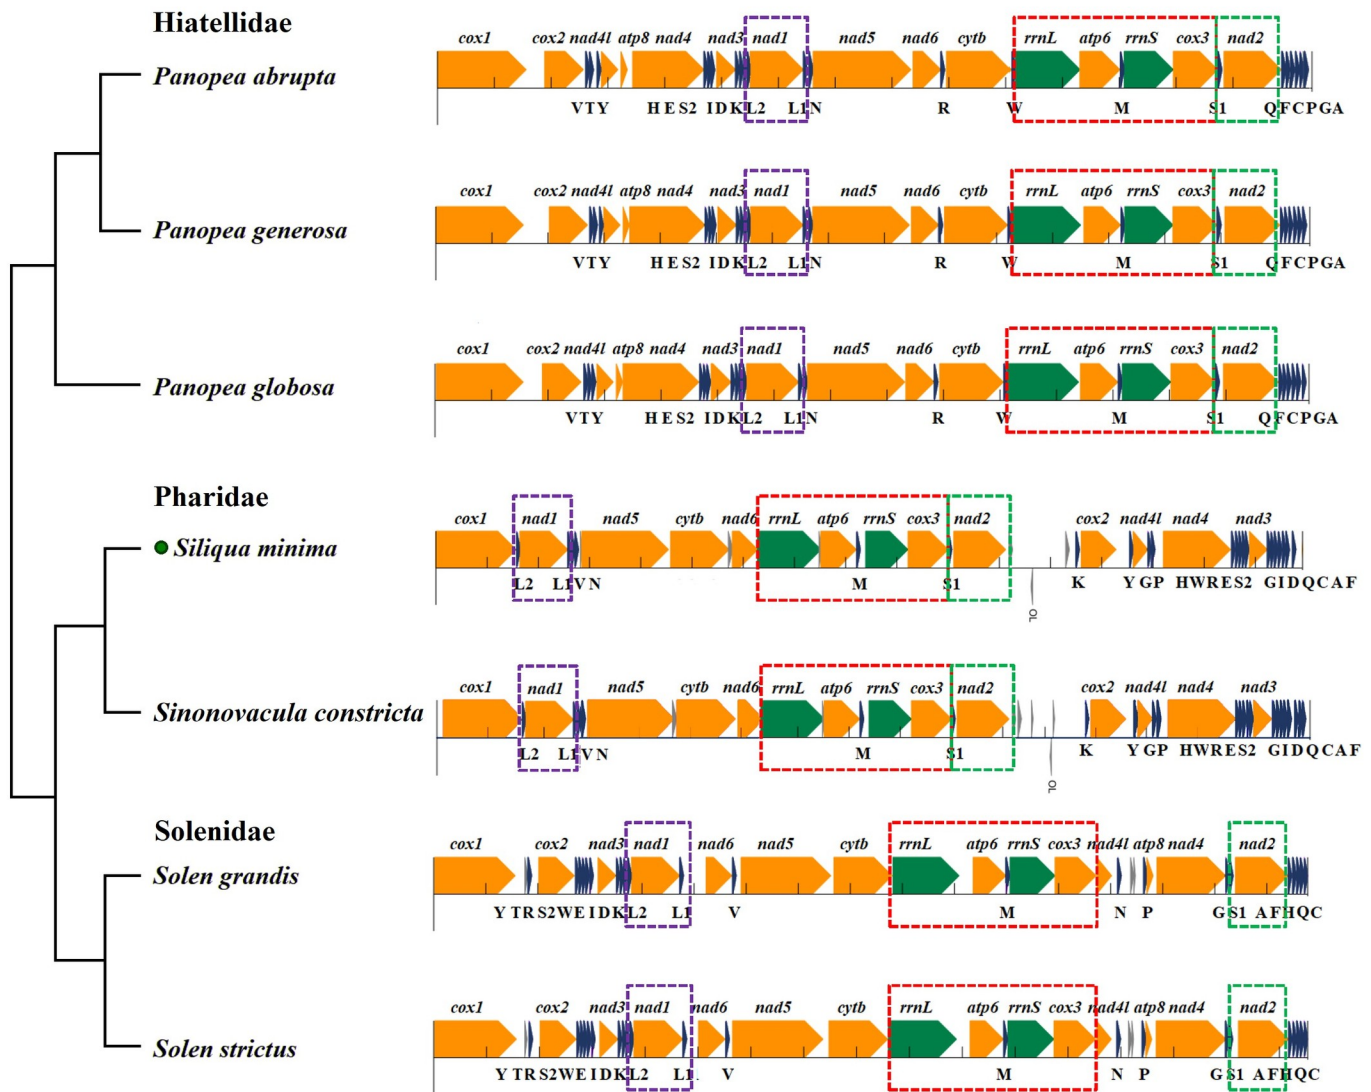 Hiatellidae
cox1 cox2 nad4l atp8 nad4 nad3 nad1 nad5 nad6 cytb rrnL atp6 rrnS cox3 nad2
Panopea abrupta
VTY HES2 IDKL2 L1N R W M S1 QFCPGA
cox1 cox2 nad4l atp8 nad4 nad3 nad1 nad5 nad6 cytb rrnL atp6 rrnS cox3 nad2
Panopea generosa
VTY HES2 IDKL2 L1N R W M S1 QFCPGA
cox1 cox2 nad4l atp8 nad4 nad3 nad1 nad5 nad6 cytb rrnL atp6 rrnS cox3 nad2
Panopea globosa
VTY HES2 IDKL2 L1N R W M S1 QFCPGA
Pharidae
cox1 nad1 nad5 cytb nad6 rrnL atp6 rrnS cox3 nad2 cox2 nad4l nad4 nad3
Siliqua minima
L2 L1VN M S1 K YGP HWRES2 GIDQCAF
OL
cox1 nad1 nad5 cytb nad6 rrnL atp6 rrnS cox3 nad2 cox2 nad4l nad4 nad3
Sinonovacula constricta
L2 L1VN M S1 K YGP HWRES2 GIDQCAF
OL
Solenidae
cox1 cox2 nad3 nad1 nad6 nad5 cytb rrnL atp6 rrnS cox3 nad4l atp8 nad4 nad2
Solen grandis
YTRS2WEIDKL2 L1 V M N P GS1 AFHQC
cox1 cox2 nad3 nad1 nad6 nad5 cytb rrnL atp6 rrnS cox3 nad4l atp8 nad4 nad2
Solen strictus
YTRS2WEIDKL2 L1 V M N P GS1 AFHQC